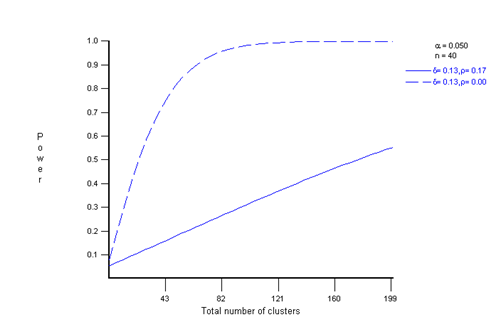 α = 0.050
n = 40
δ= 0.13,ρ= 0.17
δ= 0.13,ρ= 0.00
Power
1.0
0.9
0.8
0.7
0.6
0.5
0.4
0.3
0.2
0.1
43 82 121 160 199
Total number of clusters